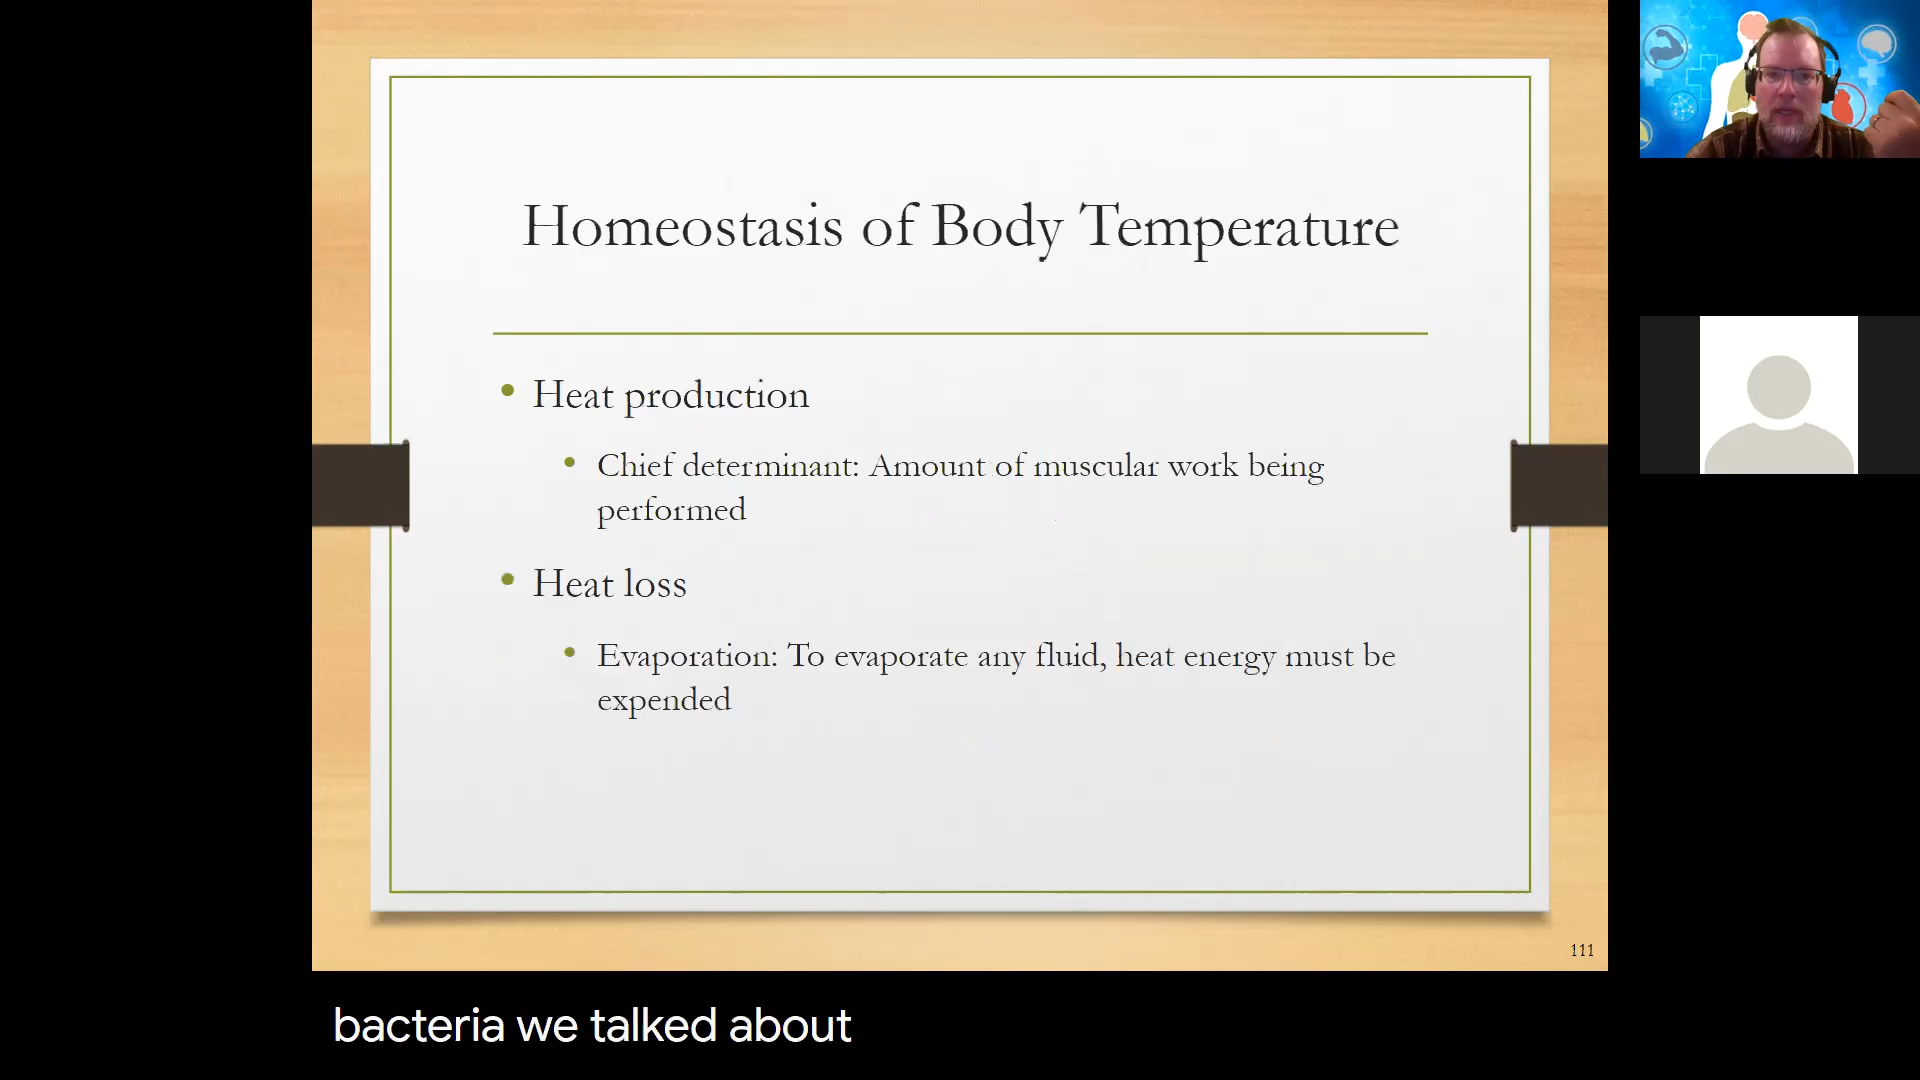 Homeostasis of Body Temperature
Heat production
Chief determinant: Amount of muscular work being
performed
Heat loss
Evaporation: To evaporate any fluid, heat energy must be
expended
111
bacteria we talked about